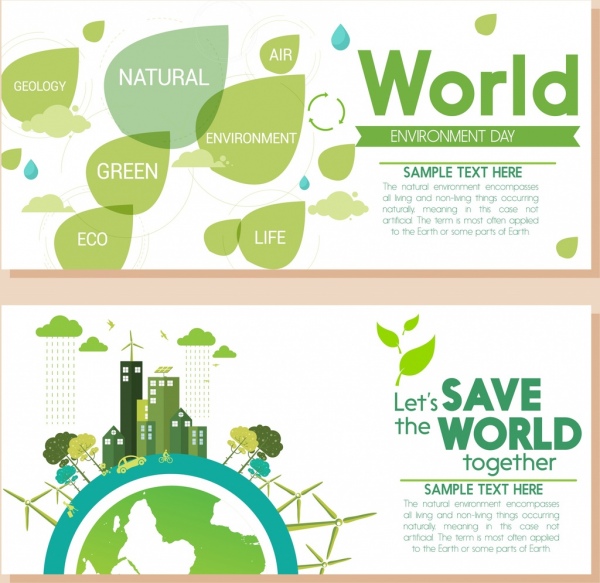 GEOLOGY
NATURAL
AIR
ENVIRONMENT
GREEN
ECO
LIFE
World
ENVIRONMENT DAY
SAMPLE TEXT HERE
The natural environment encompasses
all living and non-living things occurring
naturally, meaning in this case not
artificial. The term is most often applied
to the Earth or some parts of Earth
Let's SAVE
the WORLD
together
SAMPLE TEXT HERE
The natural environment encompasses
all living and non-living things occurring
naturally, meaning in this case not
artificial. The term is most often applied
to the Earth or some parts of Earth